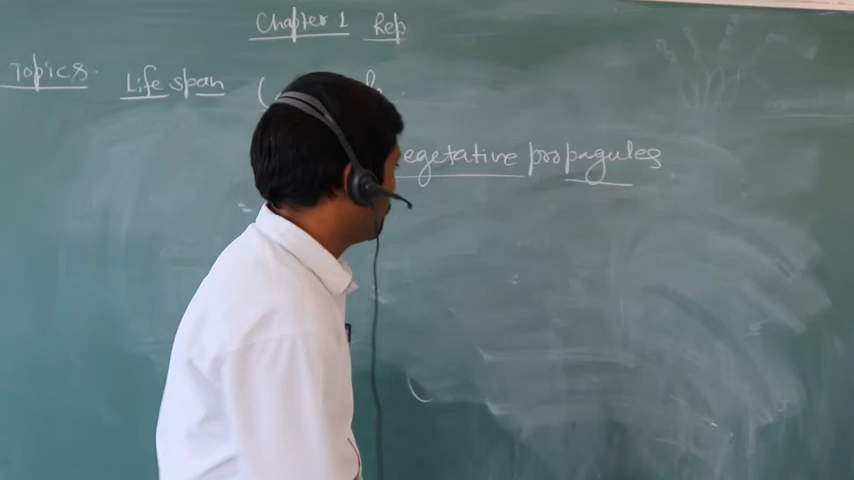 Chapter 1 Rep
Topics Life span (
egetative propagules